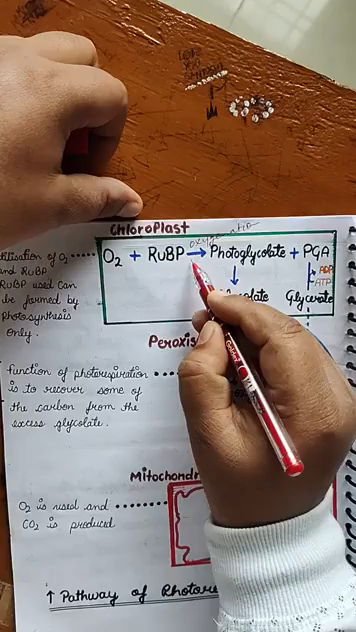 Chloroplast
oxygenatio
utilisation of O2
and RuBP.
RuBP used can
be formed by
Photosynthesis
only.
O2 + RuBP → Photoglycolate + PGA
ADP
ATP
Glycerate
Peroxis
function of photorespiration
is to recover some of
the carbon from the
excess glycolate.
Mitochondr
O2 is used and
CO2 is produced
↑ Pathway of Photore